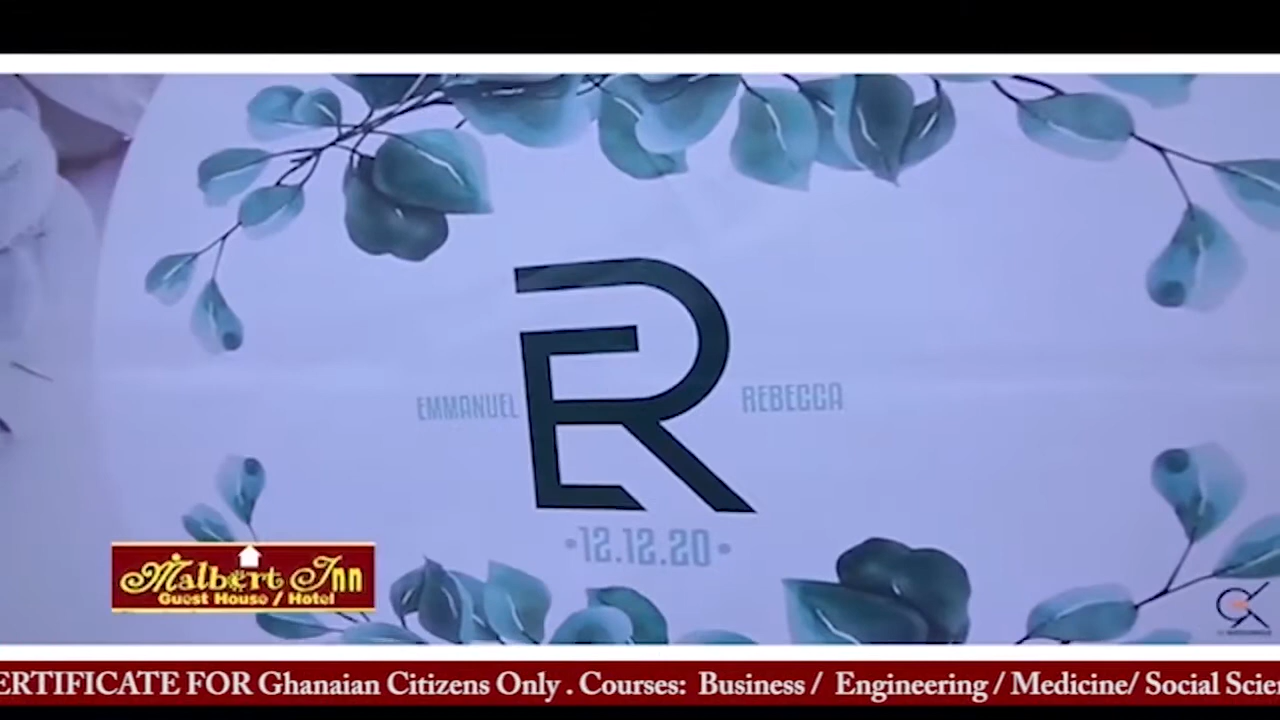 ER
EMMANUEL
REBECCA
•12.12.20•
Malbert Inn
Guest House / Hotel
ERTIFICATE FOR Ghanaian Citizens Only . Courses: Business / Engineering / Medicine/ Social Scien